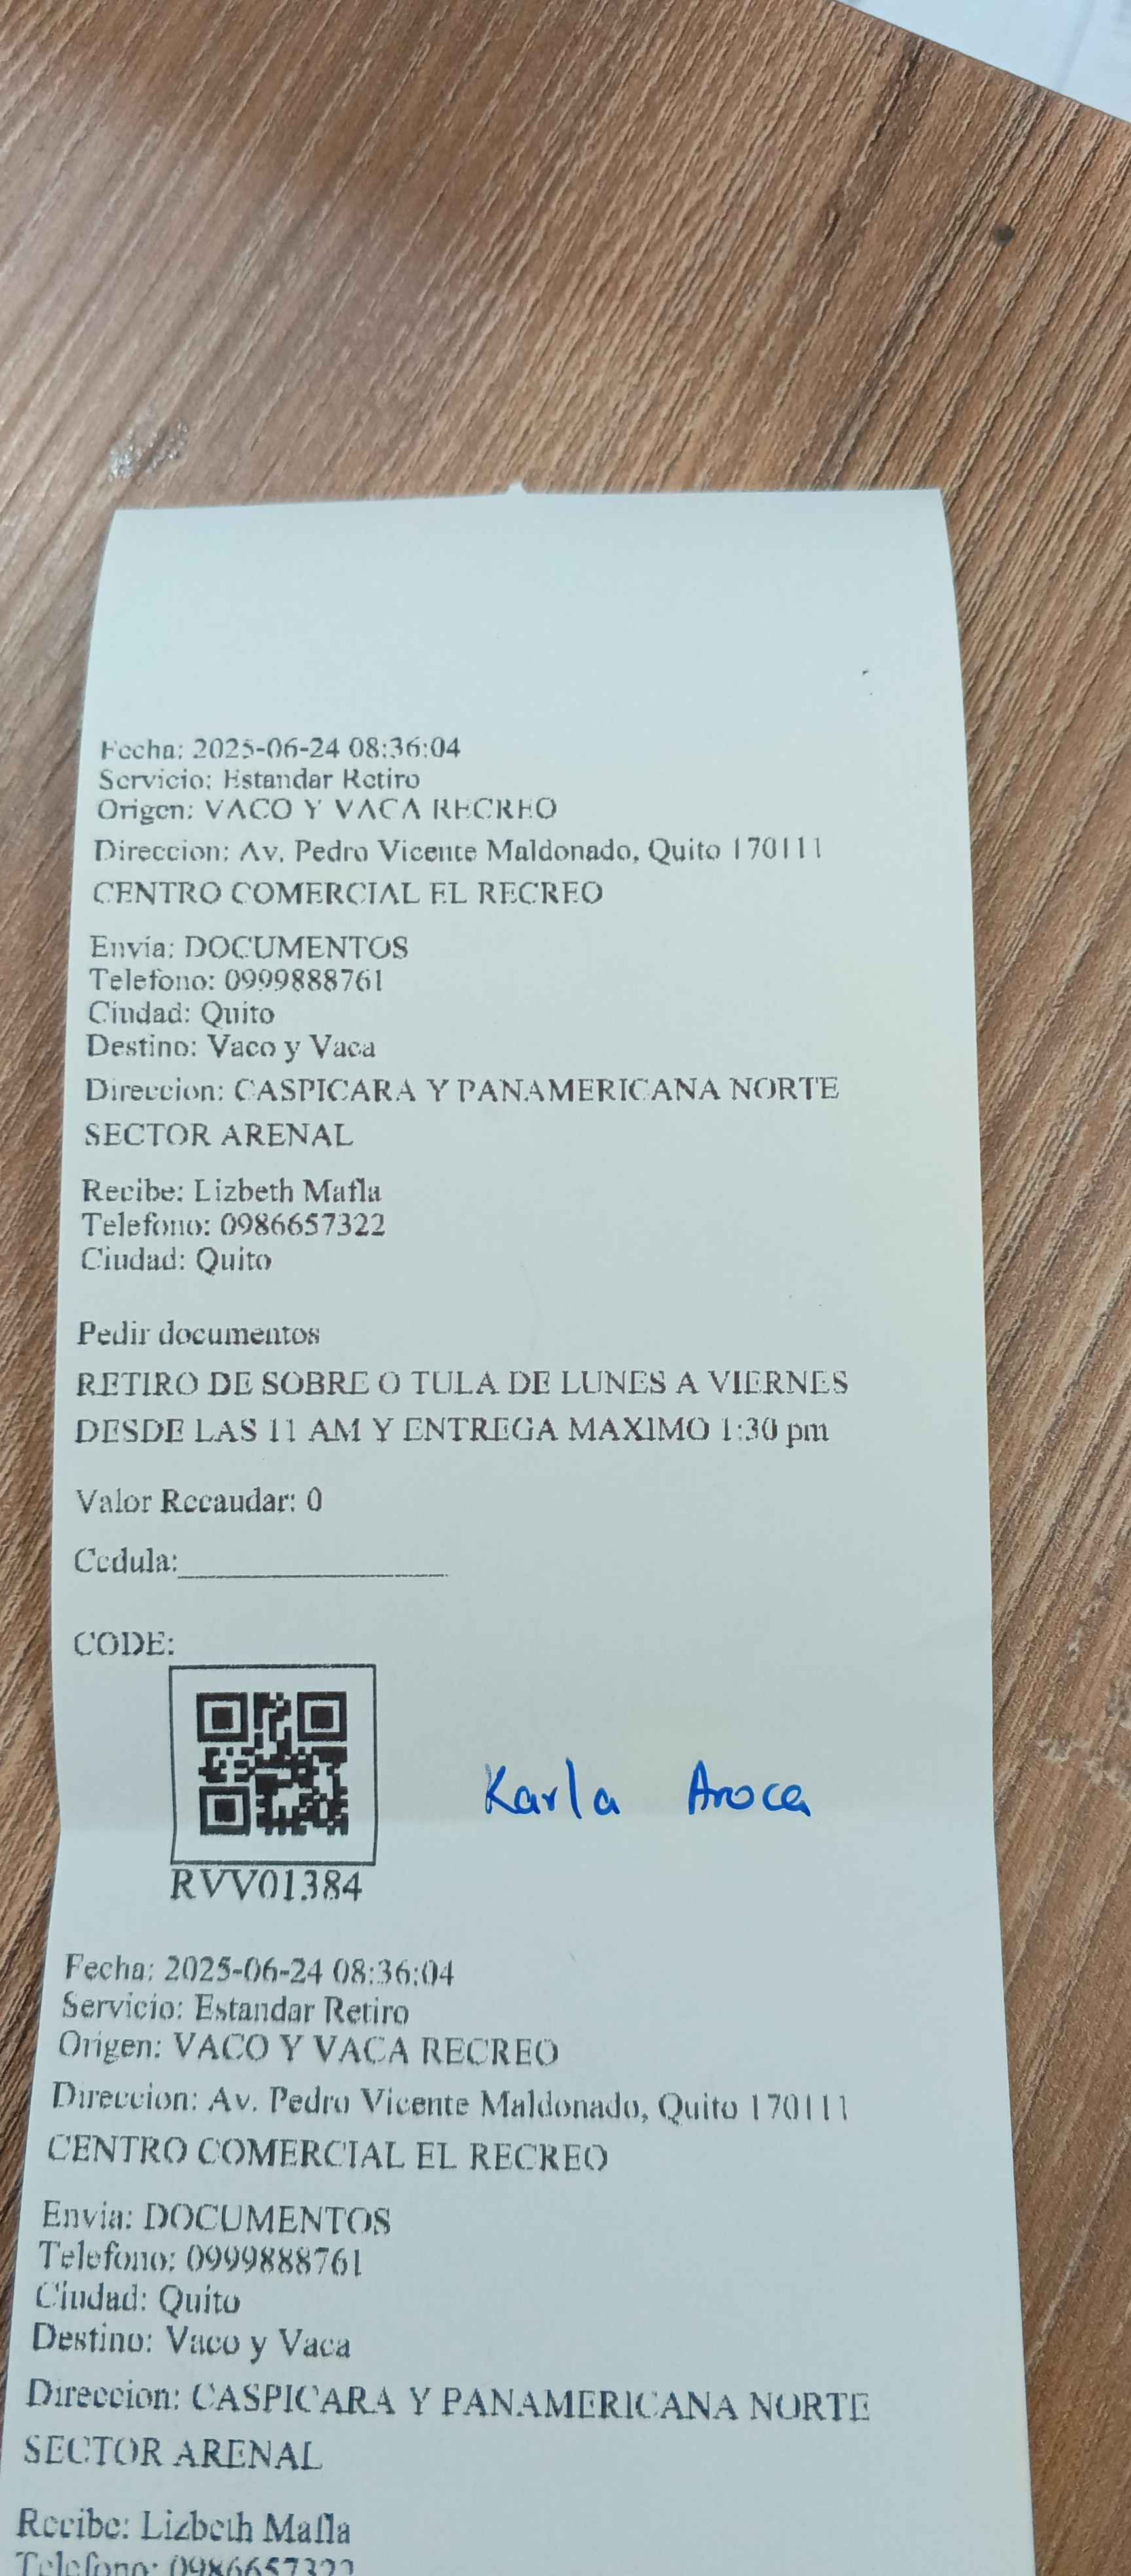 Fecha: 2025-06-24 08:36:04
Servicio: Estandar Retiro
Origen: VACO Y VACA RECREO
Direccion: Av. Pedro Vicente Maldonado, Quito 170111
CENTRO COMERCIAL EL RECREO
Envia: DOCUMENTOS
Telefono: 0999888761
Ciudad: Quito
Destino: Vaco y Vaca
Direccion: CASPICARA Y PANAMERICANA NORTE
SECTOR ARENAL
Recibe: Lizbeth Mafla
Telefono: 0986657322
Ciudad: Quito
Pedir documentos
RETIRO DE SOBRE O TULA DE LUNES A VIERNES
DESDE LAS 11 AM Y ENTREGA MAXIMO 1:30 pm
Valor Recaudar: 0
Cedula:_______________
CODE:
Karla Aroca
RVV01384
Fecha: 2025-06-24 08:36:04
Servicio: Estandar Retiro
Origen: VACO Y VACA RECREO
Direccion: Av. Pedro Vicente Maldonado, Quito 170111
CENTRO COMERCIAL EL RECREO
Envia: DOCUMENTOS
Telefono: 0999888761
Ciudad: Quito
Destino: Vaco y Vaca
Direccion: CASPICARA Y PANAMERICANA NORTE
SECTOR ARENAL
Recibe: Lizbeth Mafla
Telefono: 0986657322